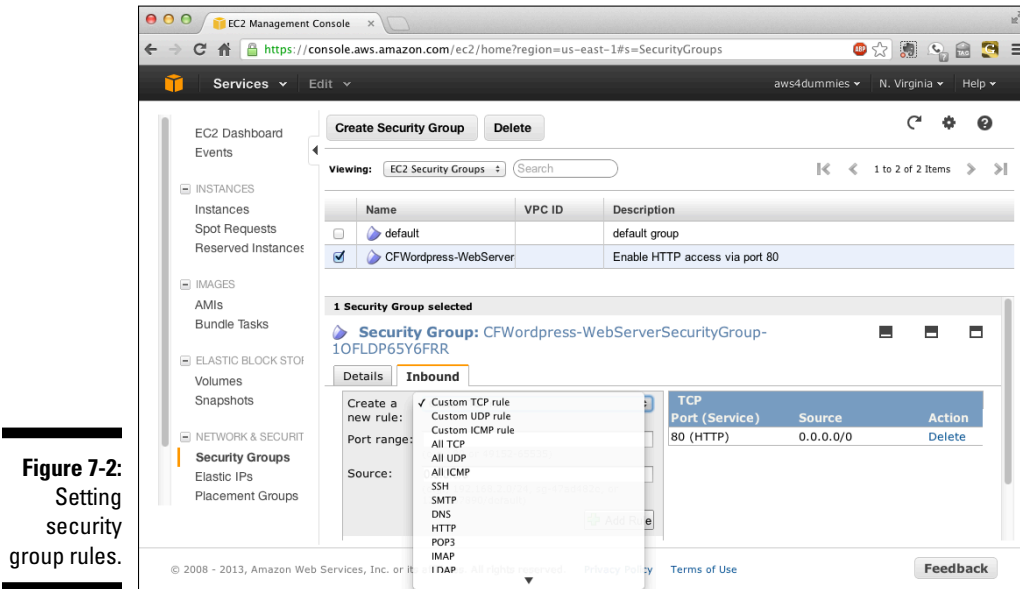 EC2 Management Console
https://console.aws.amazon.com/ec2/home?region=us-east-1#s=SecurityGroups
ABP
Services Edit aws4dummies N. Virginia Help
EC2 Dashboard
Events
INSTANCES
Instances
Spot Requests
Reserved Instances
IMAGES
AMIs
Bundle Tasks
ELASTIC BLOCK STOF
Volumes
Snapshots
NETWORK & SECURIT
Security Groups
Elastic IPs
Placement Groups
Create Security Group Delete
Viewing: EC2 Security Groups Search 1 to 2 of 2 Items
Name VPC ID Description
default default group
CFWordpress-WebServer Enable HTTP access via port 80
1 Security Group selected
Security Group: CFWordpress-WebServerSecurityGroup-
1OFLDP65Y6FRR
Details Inbound
Create a
new rule:
Port range:
Source:
Custom TCP rule
Custom UDP rule
Custom ICMP rule
All TCP
All UDP
All ICMP
SSH
SMTP
DNS
HTTP
POP3
IMAP
LDAP
Add Rule
TCP
Port (Service) Source Action
80 (HTTP) 0.0.0.0/0 Delete
© 2008 - 2013, Amazon Web Services, Inc. or its All rights reserved. Privacy Policy Terms of Use
Feedback
Figure 7-2:
Setting
security
group rules.